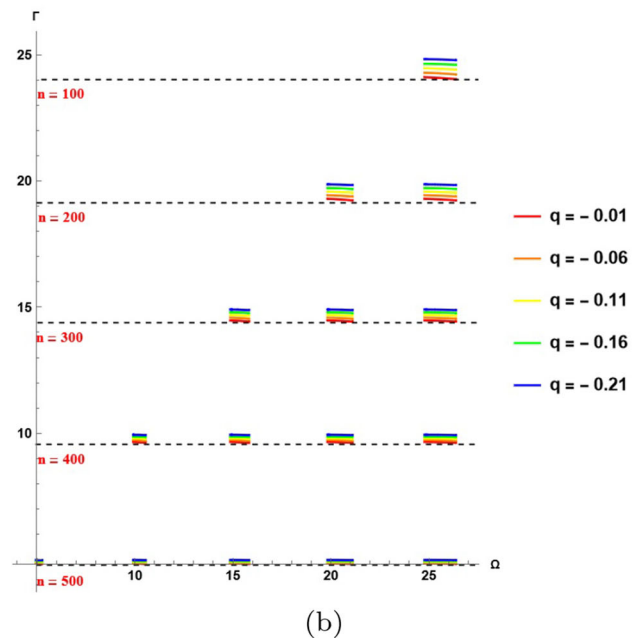 Γ
25
n = 100
20
n = 200
q = − 0.01
q = − 0.06
15
n = 300
q = − 0.11
q = − 0.16
q = − 0.21
10
n = 400
10 15 20 25 Ω
n = 500
(b)